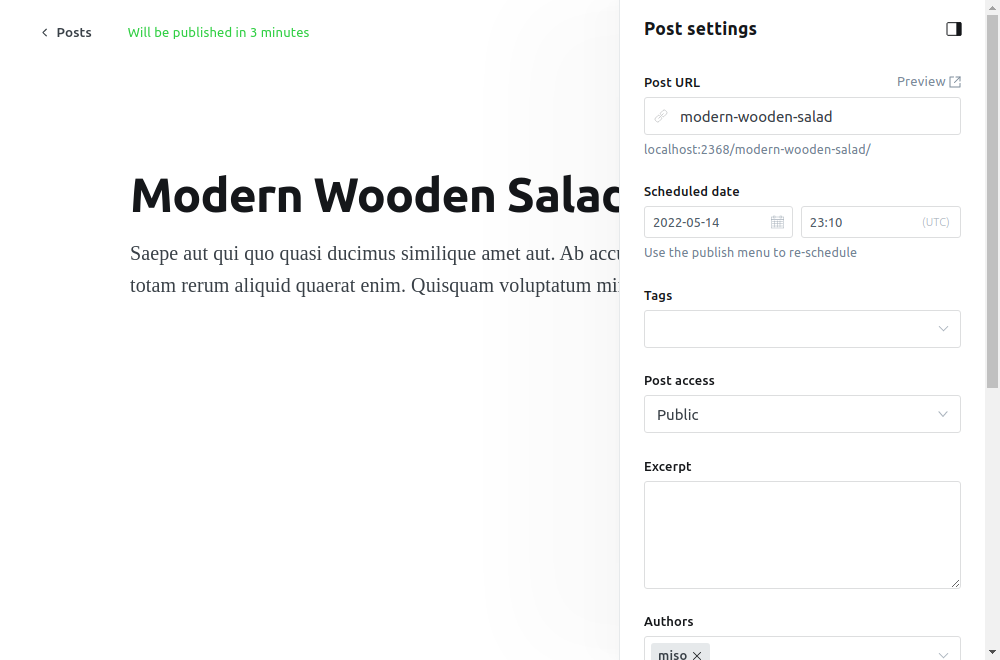 Posts
Will be published in 3 minutes
Modern Wooden Salad
Saepe aut qui quo quasi ducimus similique amet aut. Ab
totam rerum aliquid quaerat enim. Quisquam voluptatum
Post settings
Post URL
Preview
modern-wooden-salad
localhost:2368/modern-wooden-salad/
Scheduled date
2022-05-14
23:10
(UTC)
Use the publish menu to re-schedule
Tags
Post access
Public
Excerpt
Authors
miso